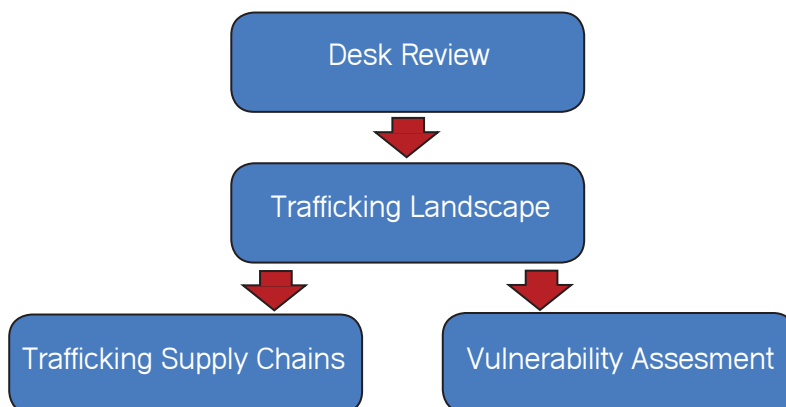 Desk Review
Trafficking Landscape
Trafficking Supply Chains
Vulnerability Assesment